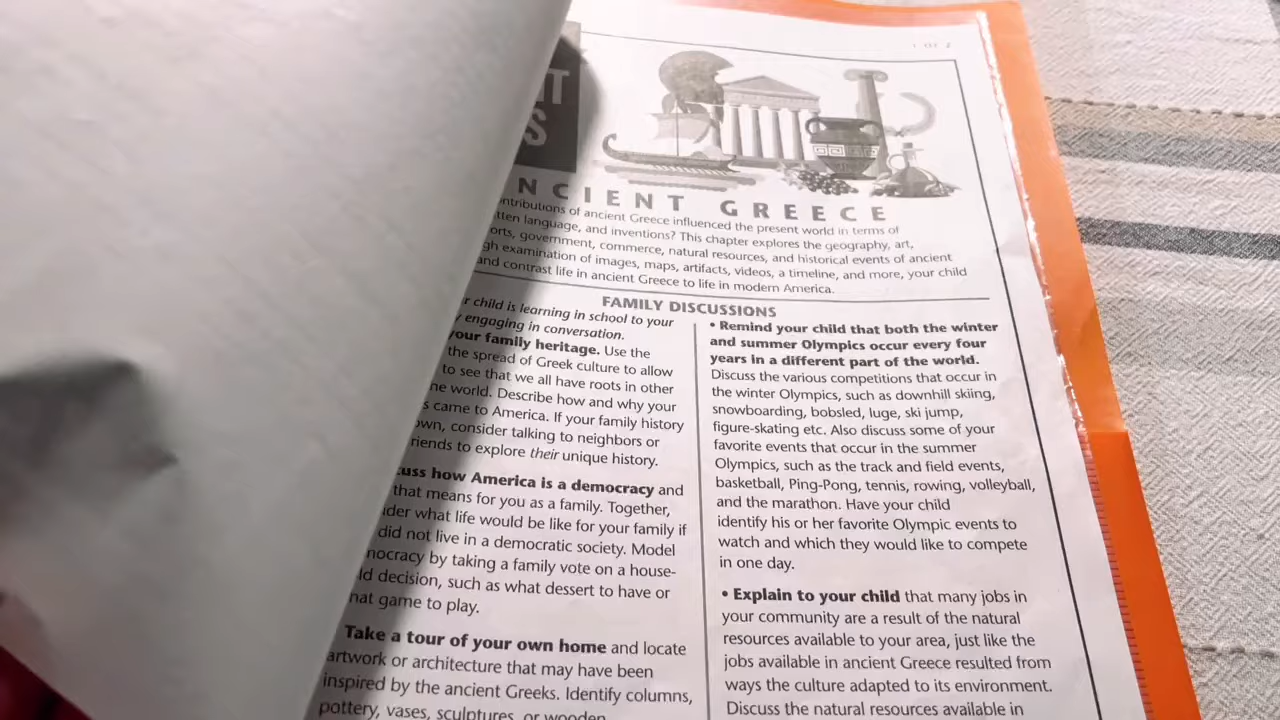 1 OF 2
NCIENT GREECE
ntributions of ancient Greece influenced the present world in terms of
tten language, and inventions? This chapter explores the geography, art,
orts, government, commerce, natural resources, and historical events of ancient
gh examination of images, maps, artifacts, videos, a timeline, and more, your child
and contrast life in ancient Greece to life in modern America.
FAMILY DISCUSSIONS
r child is learning in school to your
engaging in conversation.
your family heritage. Use the
the spread of Greek culture to allow
to see that we all have roots in other
ne world. Describe how and why your
s came to America. If your family history
own, consider talking to neighbors or
riends to explore their unique history.
cuss how America is a democracy and
that means for you as a family. Together,
ider what life would be like for your family if
did not live in a democratic society. Model
nocracy by taking a family vote on a house-
ld decision, such as what dessert to have or
hat game to play.
Take a tour of your own home and locate
artwork or architecture that may have been
inspired by the ancient Greeks. Identify columns,
pottery, vases, sculptures, or wooden
• Remind your child that both the winter
and summer Olympics occur every four
years in a different part of the world.
Discuss the various competitions that occur in
the winter Olympics, such as downhill skiing,
snowboarding, bobsled, luge, ski jump,
figure-skating etc. Also discuss some of your
favorite events that occur in the summer
Olympics, such as the track and field events,
basketball, Ping-Pong, tennis, rowing, volleyball,
and the marathon. Have your child
identify his or her favorite Olympic events to
watch and which they would like to compete
in one day.
• Explain to your child that many jobs in
your community are a result of the natural
resources available to your area, just like the
jobs available in ancient Greece resulted from
ways the culture adapted to its environment.
Discuss the natural resources available in